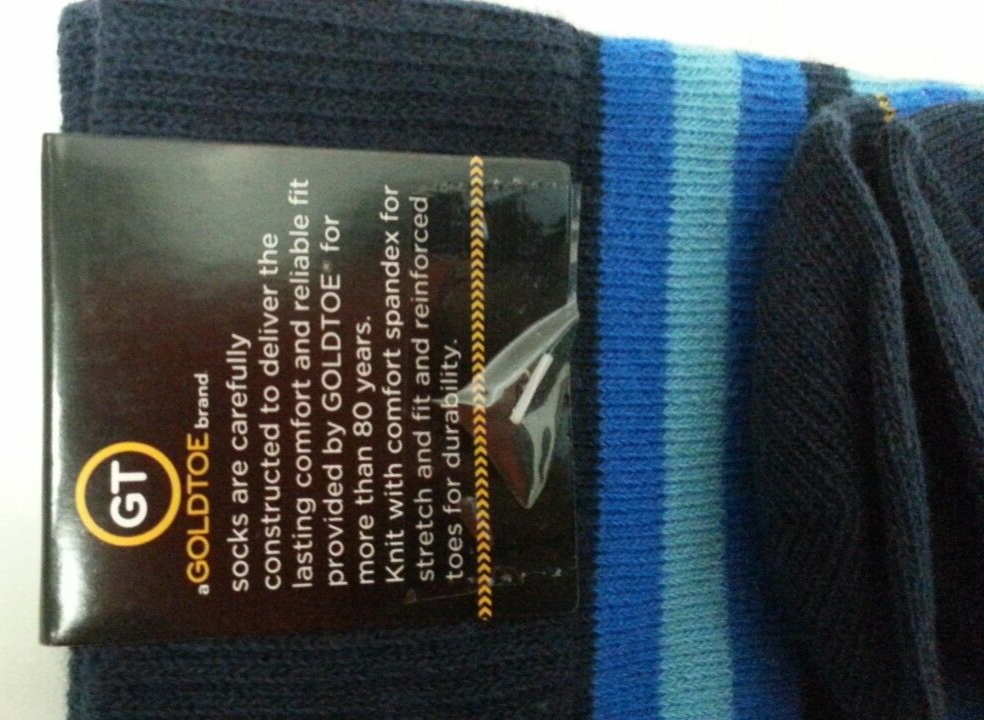 GT
a GOLDTOE brand
socks are carefully
constructed to deliver the
lasting comfort and reliable fit
provided by GOLDTOE® for
more than 80 years.
Knit with comfort spandex for
stretch and fit and reinforced
toes for durability.